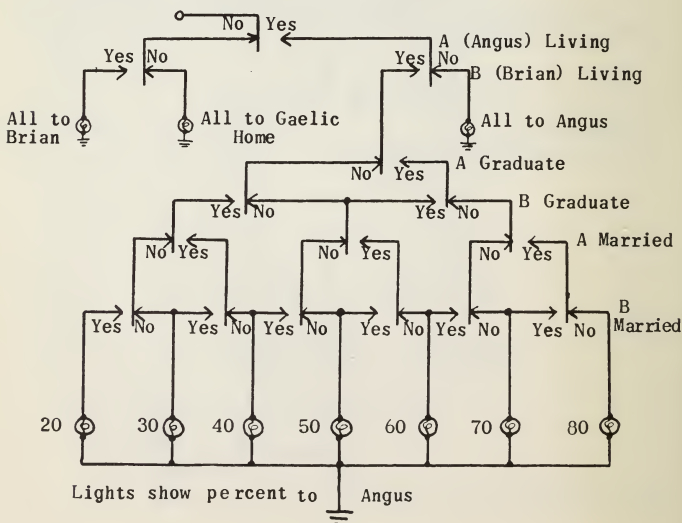 No Yes
Yes No Yes No A (Angus) Living
B (Brian) Living
All to Brian
All to Gaelic Home
All to Angus
No Yes A Graduate
Yes No Yes No B Graduate
No Yes No Yes No Yes A Married
Yes No Yes No Yes No Yes No Yes No Yes No B Married
20 30 40 50 60 70 80
Lights show percent to Angus